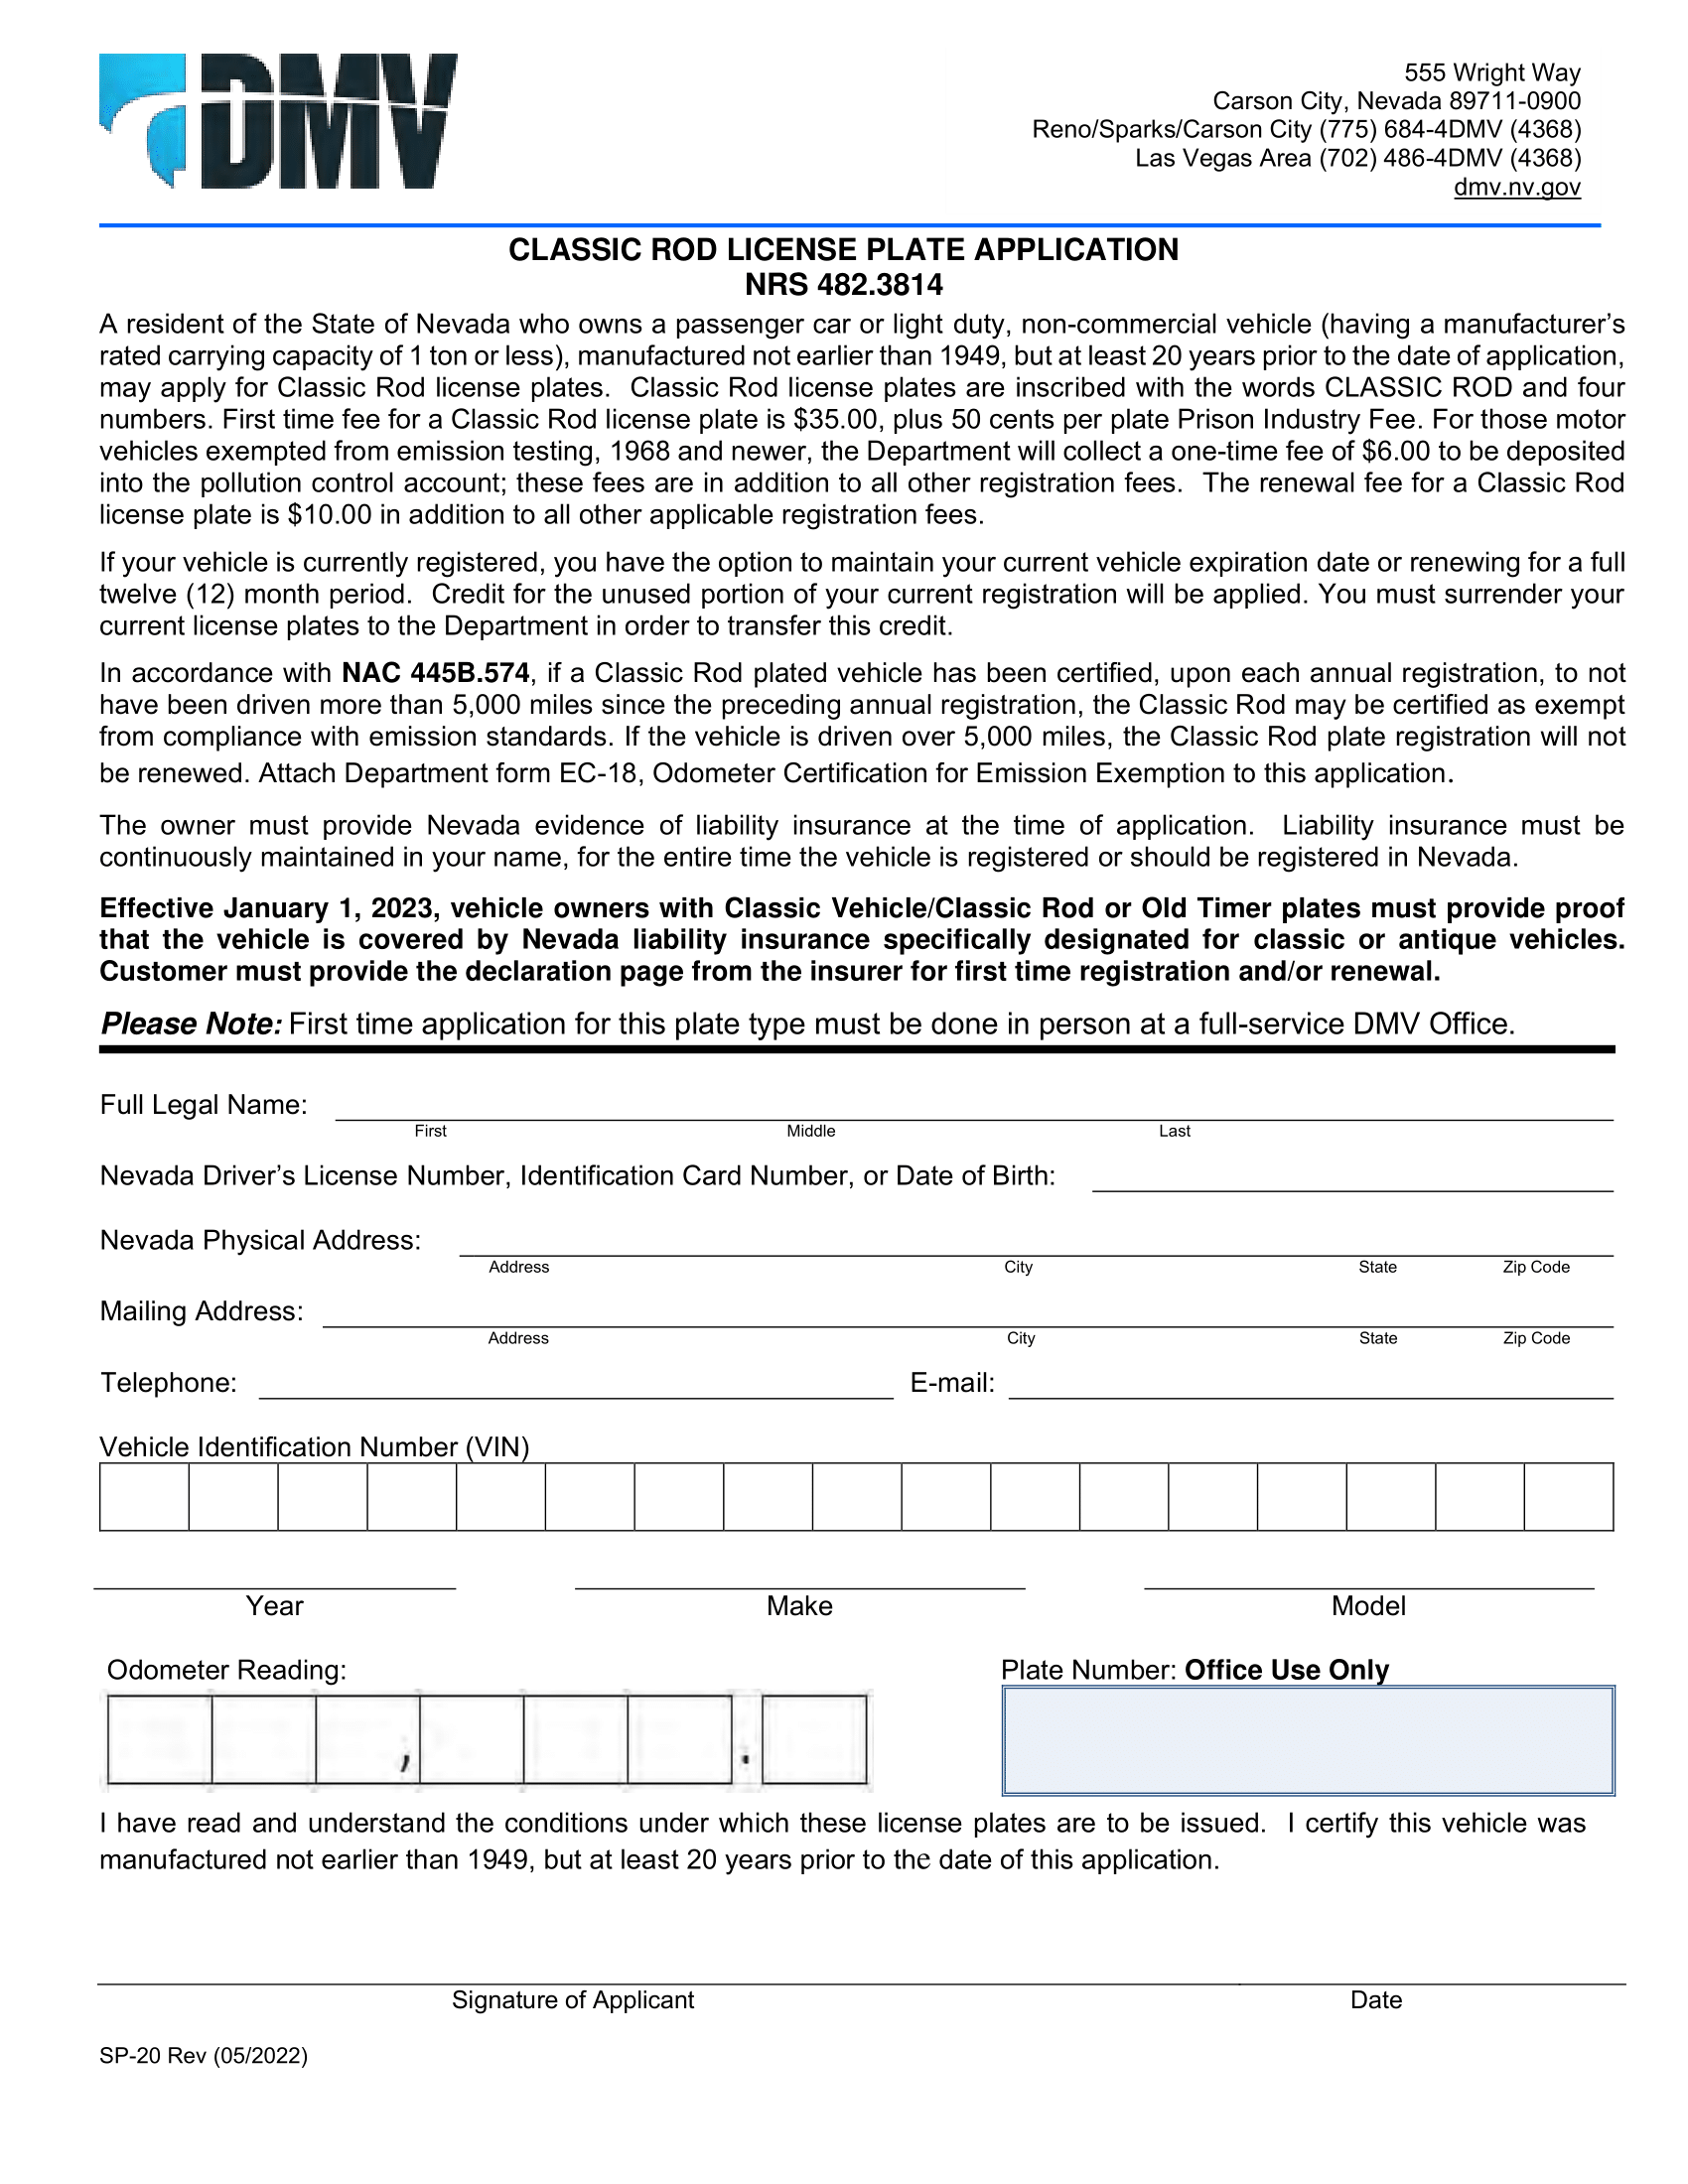 DMV
555 Wright Way
Carson City, Nevada 89711-0900
Reno/Sparks/Carson City (775) 684-4DMV (4368)
Las Vegas Area (702) 486-4DMV (4368)
dmv.nv.gov
CLASSIC ROD LICENSE PLATE APPLICATION
NRS 482.3814
A resident of the State of Nevada who owns a passenger car or light duty, non-commercial vehicle (having a manufacturer’s
rated carrying capacity of 1 ton or less), manufactured not earlier than 1949, but at least 20 years prior to the date of application,
may apply for Classic Rod license plates. Classic Rod license plates are inscribed with the words CLASSIC ROD and four
numbers. First time fee for a Classic Rod license plate is $35.00, plus 50 cents per plate Prison Industry Fee. For those motor
vehicles exempted from emission testing, 1968 and newer, the Department will collect a one-time fee of $6.00 to be deposited
into the pollution control account; these fees are in addition to all other registration fees. The renewal fee for a Classic Rod
license plate is $10.00 in addition to all other applicable registration fees.
If your vehicle is currently registered, you have the option to maintain your current vehicle expiration date or renewing for a full
twelve (12) month period. Credit for the unused portion of your current registration will be applied. You must surrender your
current license plates to the Department in order to transfer this credit.
In accordance with NAC 445B.574, if a Classic Rod plated vehicle has been certified, upon each annual registration, to not
have been driven more than 5,000 miles since the preceding annual registration, the Classic Rod may be certified as exempt
from compliance with emission standards. If the vehicle is driven over 5,000 miles, the Classic Rod plate registration will not
be renewed. Attach Department form EC-18, Odometer Certification for Emission Exemption to this application.
The owner must provide Nevada evidence of liability insurance at the time of application. Liability insurance must be
continuously maintained in your name, for the entire time the vehicle is registered or should be registered in Nevada.
Effective January 1, 2023, vehicle owners with Classic Vehicle/Classic Rod or Old Timer plates must provide proof
that the vehicle is covered by Nevada liability insurance specifically designated for classic or antique vehicles.
Customer must provide the declaration page from the insurer for first time registration and/or renewal.
Please Note: First time application for this plate type must be done in person at a full-service DMV Office.
Full Legal Name:
First Middle Last
Nevada Driver’s License Number, Identification Card Number, or Date of Birth:
Nevada Physical Address:
Address City State Zip Code
Mailing Address:
Address City State Zip Code
Telephone: E-mail:
Vehicle Identification Number (VIN)
Year Make Model
Odometer Reading: Plate Number: Office Use Only
, .
I have read and understand the conditions under which these license plates are to be issued. I certify this vehicle was
manufactured not earlier than 1949, but at least 20 years prior to the date of this application.
Signature of Applicant Date
SP-20 Rev (05/2022)